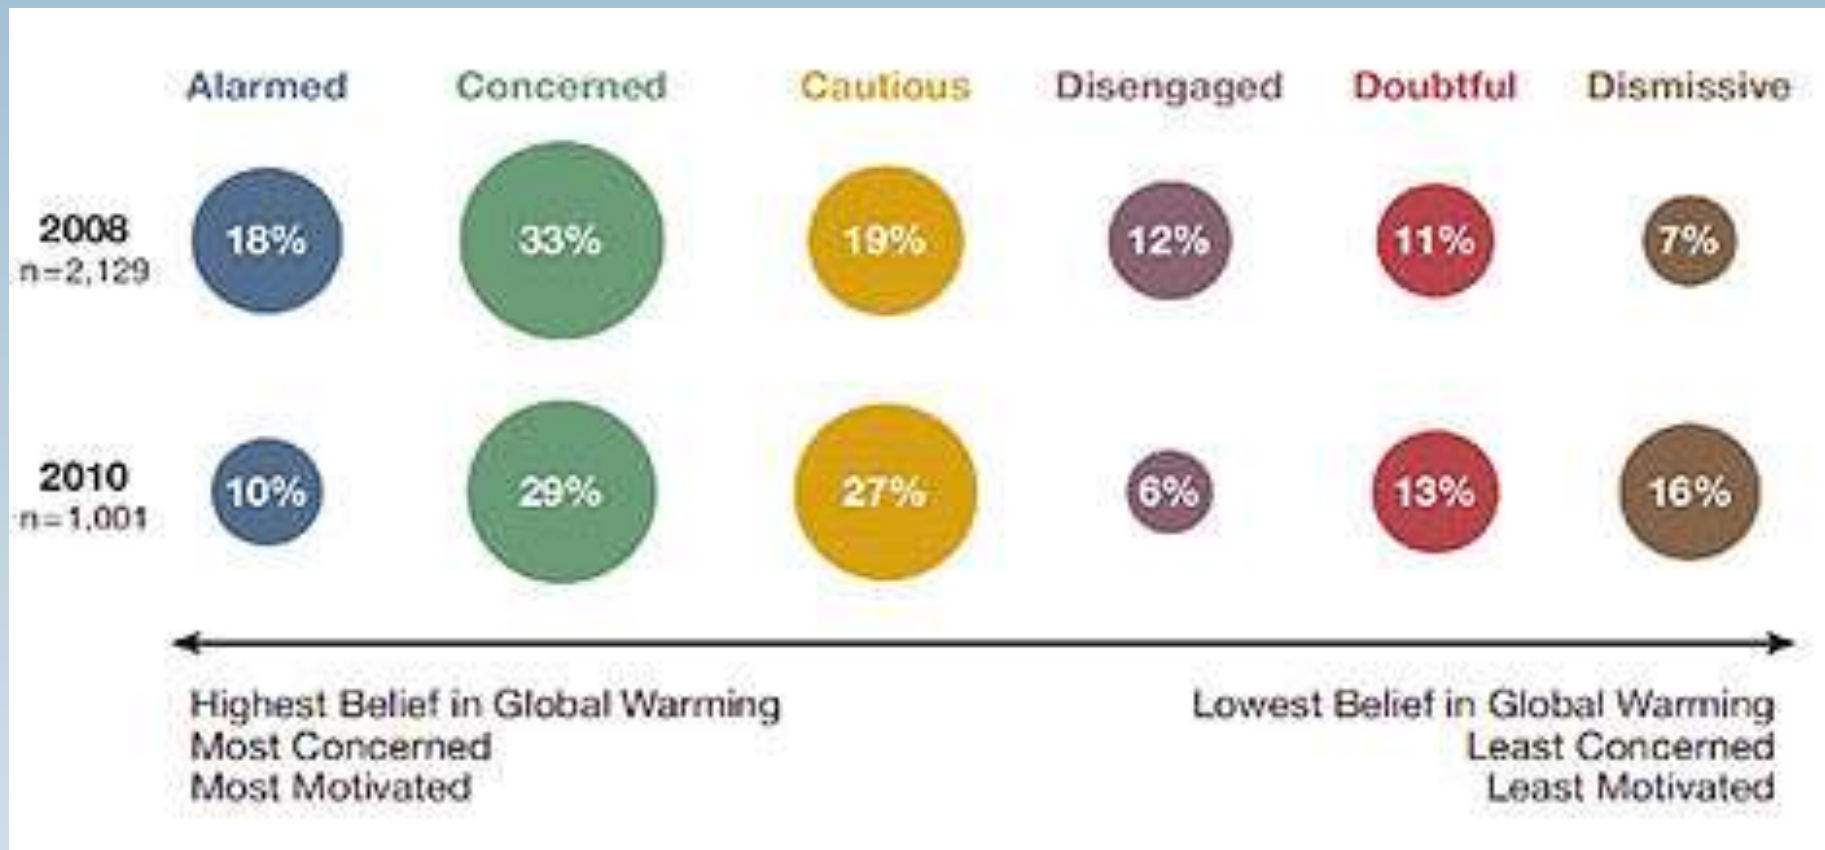 Alarmed Concerned Cautious Disengaged Doubtful Dismissive
2008
n=2,129
18% 33% 19% 12% 11% 7%
2010
n=1,001
10% 29% 27% 6% 13% 16%
Highest Belief in Global Warming
Most Concerned
Most Motivated
Lowest Belief in Global Warming
Least Concerned
Least Motivated